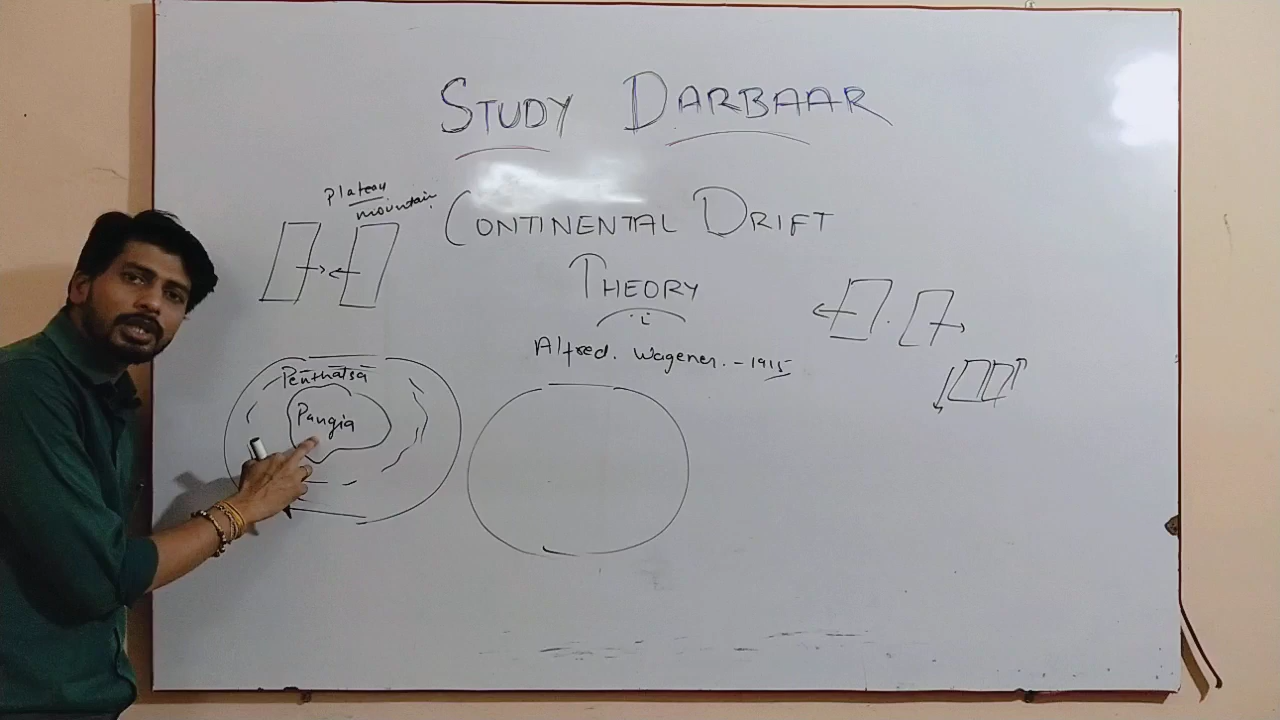 STUDY DARBAAR
Plateau
mountain
CONTINENTAL DRIFT
THEORY
Alfred. Wagener. - 1915
Penthalsa
Pangia